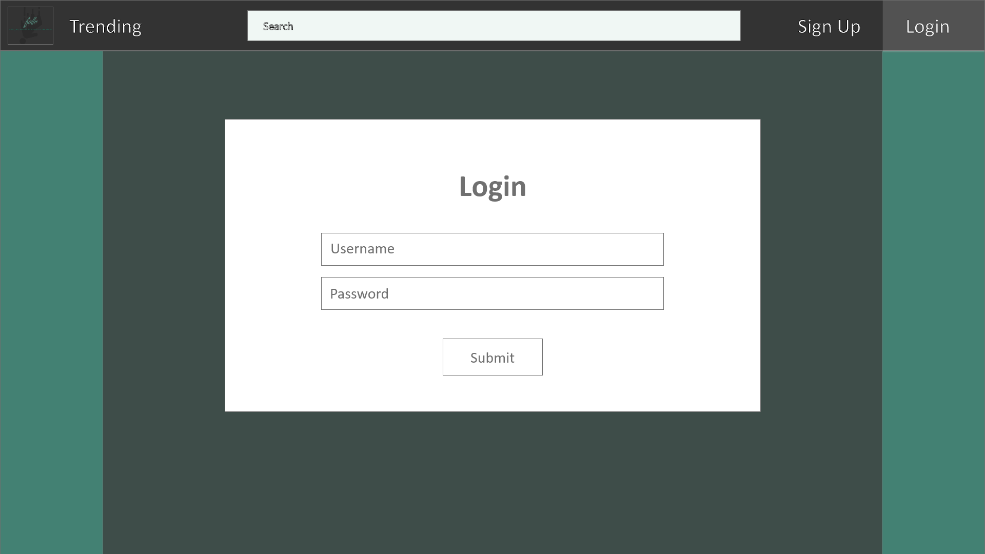 Trending
Search
Sign Up
Login
Login
Username
Password
Submit